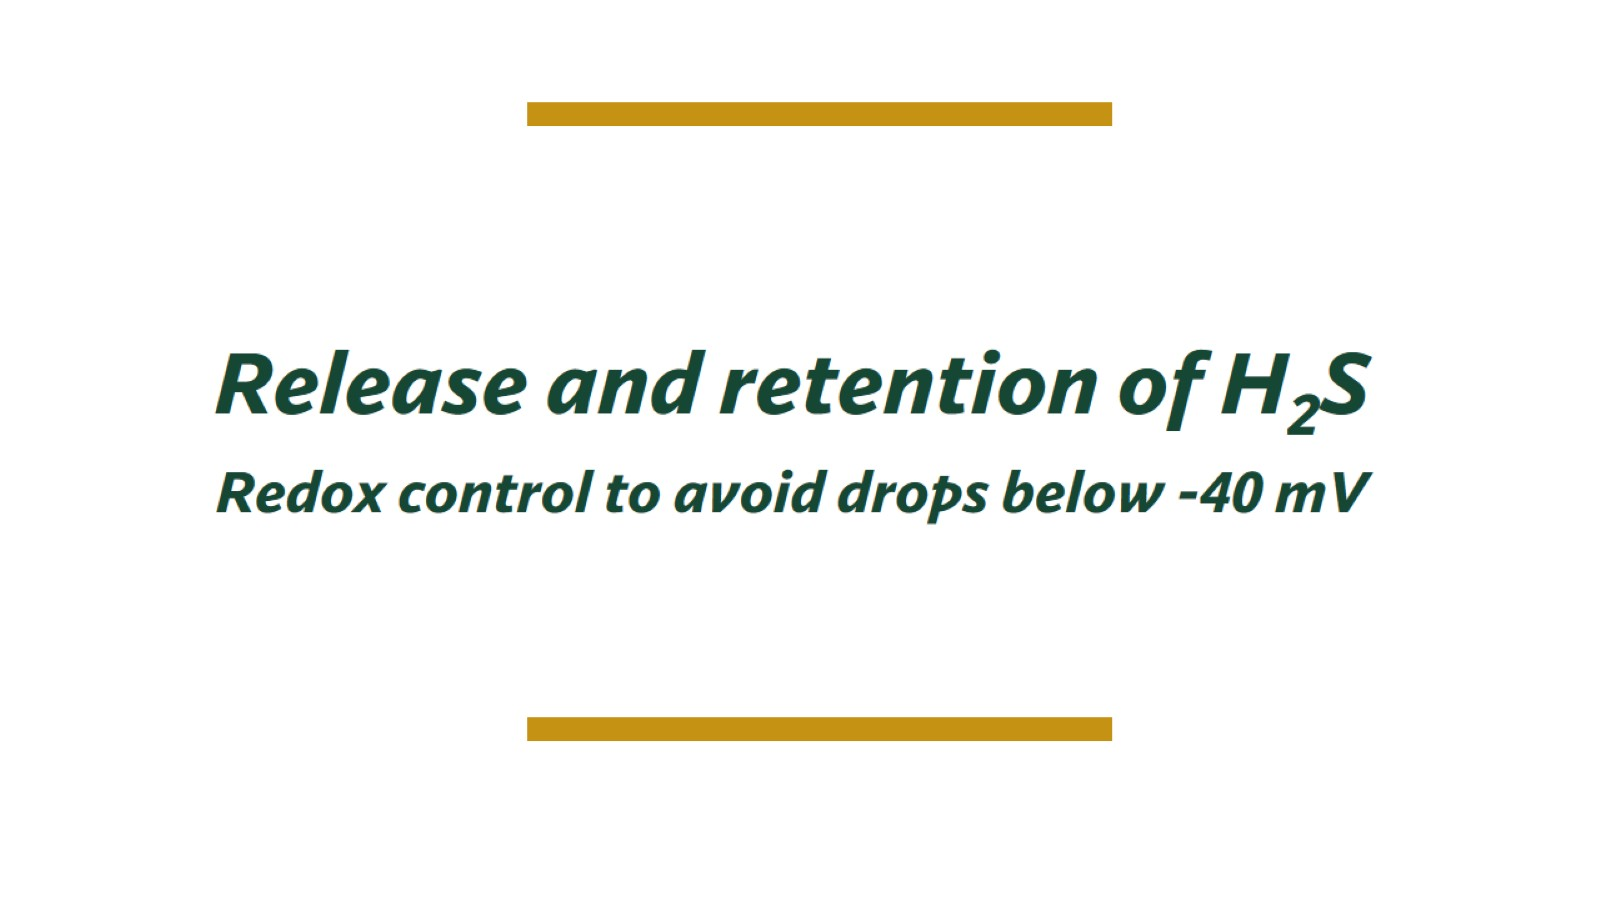 Release and retention of H₂S
Redox control to avoid drops below -40 mV